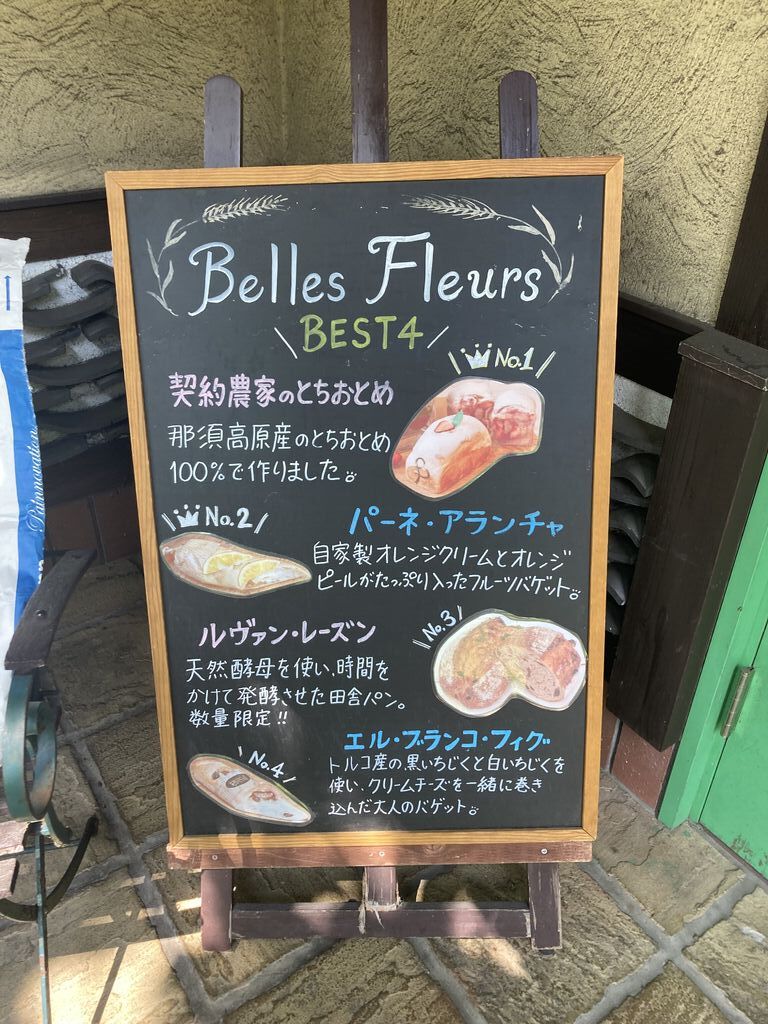 Belles Fleurs
BEST4
No.1
契約農家のとちおとめ
那須高原産のとちおとめ
100%で作りました。
No.2
パーネ・アランチャ
自家製オレンジクリームとオレンジ
ピールがたっぷり入ったフルーツバゲット。
No.3
ルヴァン・レーズン
天然酵母を使い、時間を
かけて発酵させた田舎パン。
数量限定!!
No.4
エル・ブランコ・フィグ
トルコ産の黒いちじくと白いちじくを
使い、クリームチーズを一緒に巻き
込んだ大人のバゲット。
Painnovation